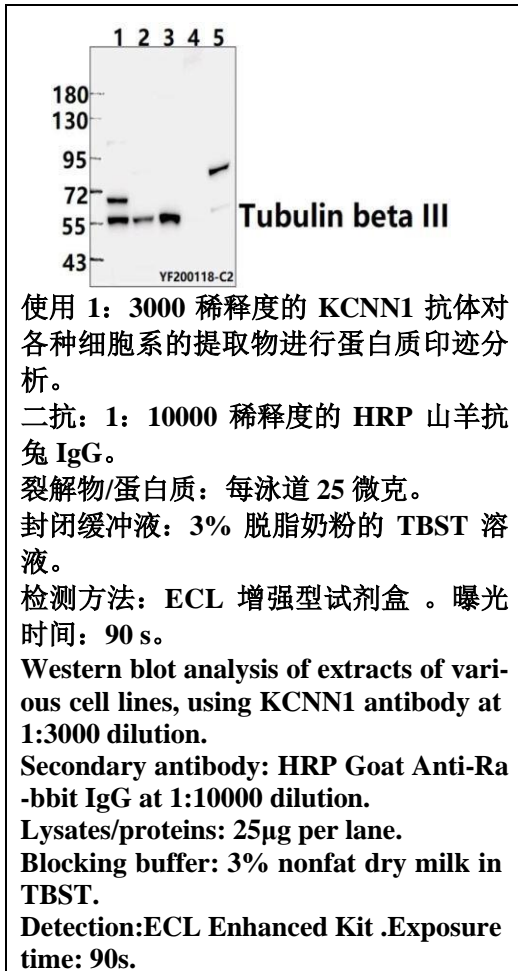 1 2 3 4 5
180
130
95
72
55
43
Tubulin beta III
YF200118-C2
使用 1：3000 稀释度的 KCNN1 抗体对
各种细胞系的提取物进行蛋白质印迹分
析。
二抗：1：10000 稀释度的 HRP 山羊抗
兔 IgG。
裂解物/蛋白质：每泳道 25 微克。
封闭缓冲液：3% 脱脂奶粉的 TBST 溶
液。
检测方法：ECL 增强型试剂盒 。曝光
时间：90 s。
Western blot analysis of extracts of vari-
ous cell lines, using KCNN1 antibody at
1:3000 dilution.
Secondary antibody: HRP Goat Anti-Ra
-bbit IgG at 1:10000 dilution.
Lysates/proteins: 25μg per lane.
Blocking buffer: 3% nonfat dry milk in
TBST.
Detection:ECL Enhanced Kit .Exposure
time: 90s.